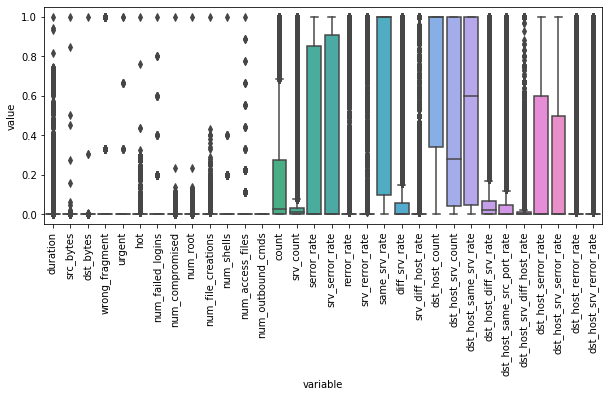 value
1.0
0.8
0.6
0.4
0.2
0.0
duration
src_bytes
dst_bytes
wrong_fragment
urgent
hot
num_failed_logins
num_compromised
num_root
num_file_creations
num_shells
num_access_files
num_outbound_cmds
count
srv_count
serror_rate
srv_serror_rate
rerror_rate
srv_rerror_rate
same_srv_rate
diff_srv_rate
srv_diff_host_rate
dst_host_count
dst_host_srv_count
dst_host_same_srv_rate
dst_host_diff_srv_rate
dst_host_same_src_port_rate
dst_host_srv_diff_host_rate
dst_host_serror_rate
dst_host_srv_serror_rate
dst_host_rerror_rate
dst_host_srv_rerror_rate
variable